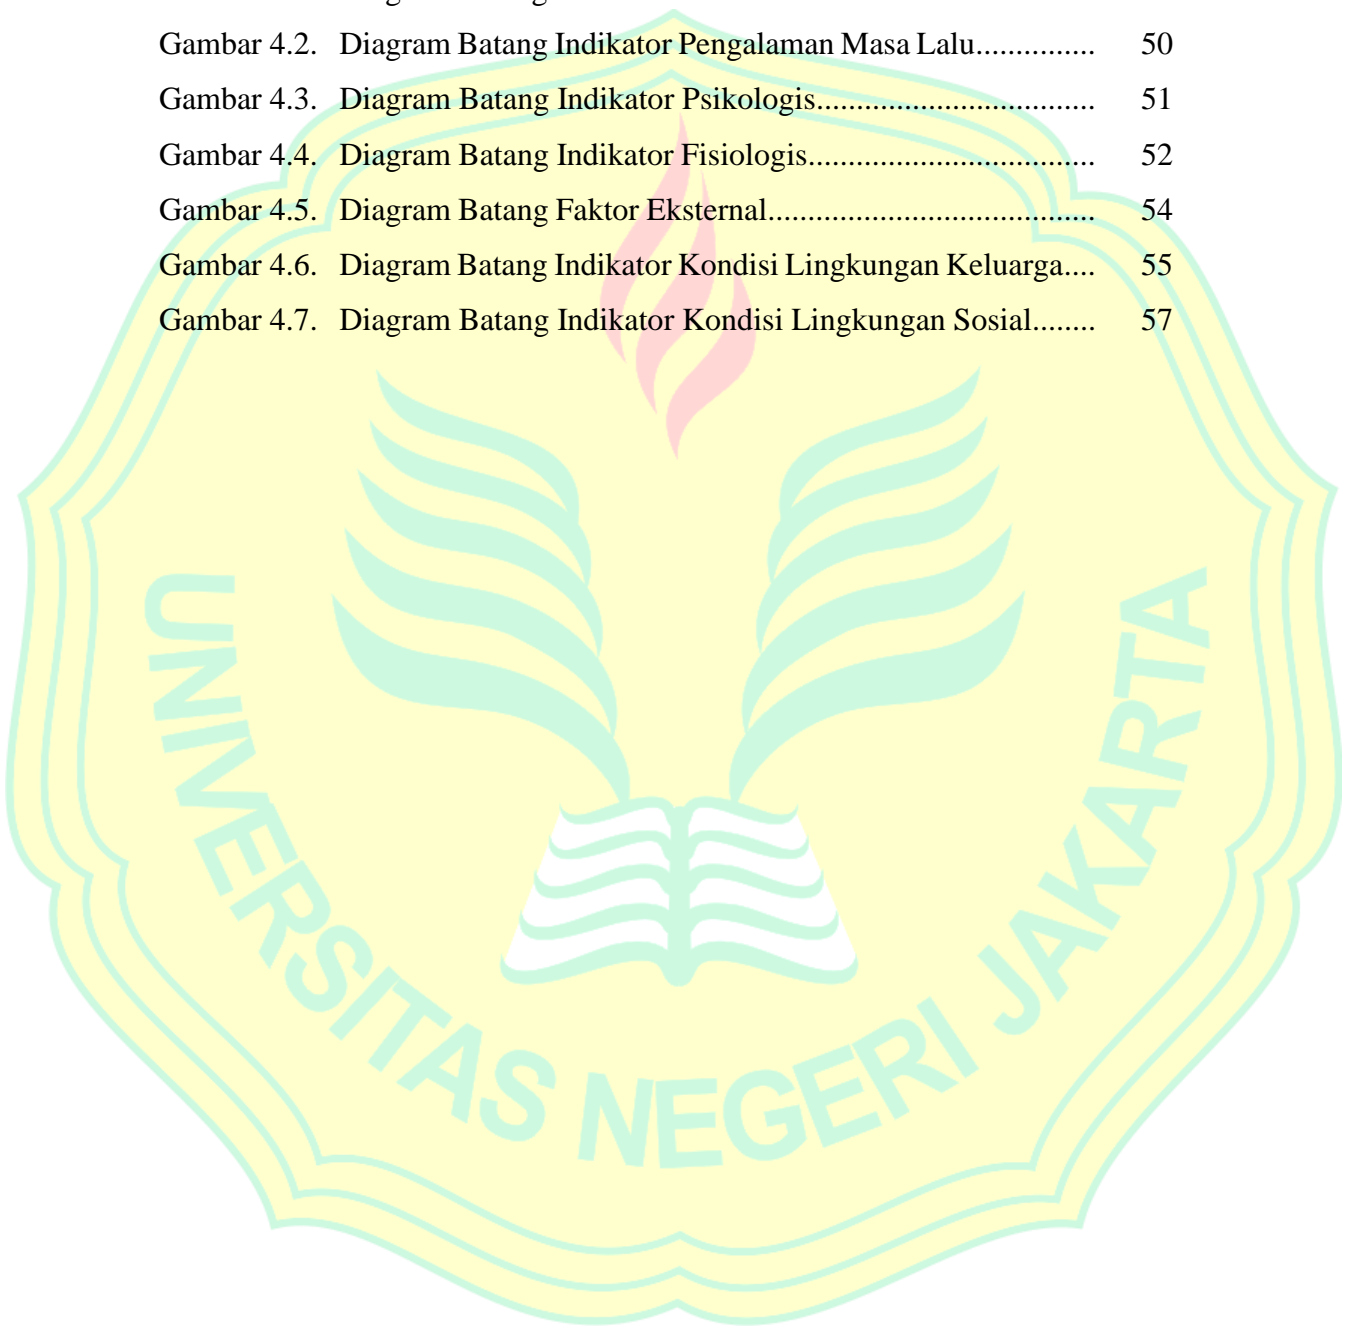 Gambar 4.2. Diagram Batang Indikator Pengalaman Masa Lalu............... 50
Gambar 4.3. Diagram Batang Indikator Psikologis................................... 51
Gambar 4.4. Diagram Batang Indikator Fisiologis.................................... 52
Gambar 4.5. Diagram Batang Faktor Eksternal......................................... 54
Gambar 4.6. Diagram Batang Indikator Kondisi Lingkungan Keluarga.... 55
Gambar 4.7. Diagram Batang Indikator Kondisi Lingkungan Sosial........ 57
UNIVERSITAS NEGERI JAKARTA